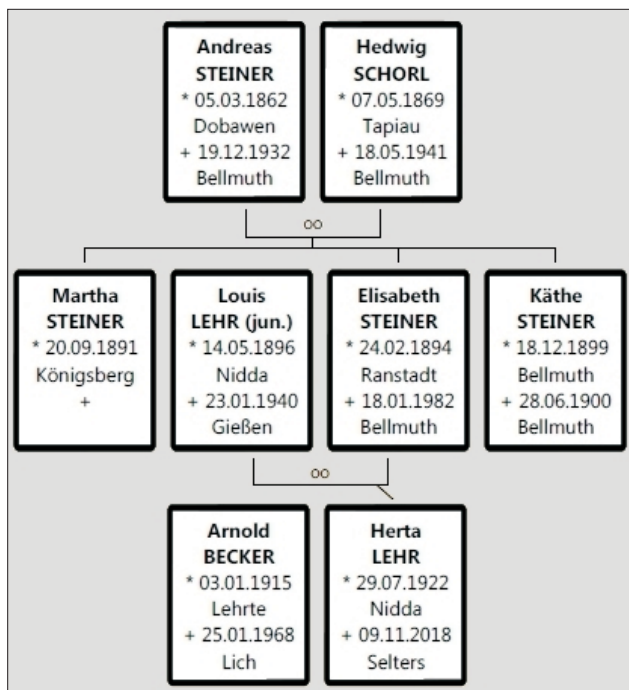 Andreas
STEINER
* 05.03.1862
Dobawen
+ 19.12.1932
Bellmuth
Hedwig
SCHORL
* 07.05.1869
Tapiau
+ 18.05.1941
Bellmuth
oo
Martha
STEINER
* 20.09.1891
Königsberg
+
Louis
LEHR (jun.)
* 14.05.1896
Nidda
+ 23.01.1940
Gießen
Elisabeth
STEINER
* 24.02.1894
Ranstadt
+ 18.01.1982
Bellmuth
Käthe
STEINER
* 18.12.1899
Bellmuth
+ 28.06.1900
Bellmuth
oo
Arnold
BECKER
* 03.01.1915
Lehrte
+ 25.01.1968
Lich
Herta
LEHR
* 29.07.1922
Nidda
+ 09.11.2018
Selters